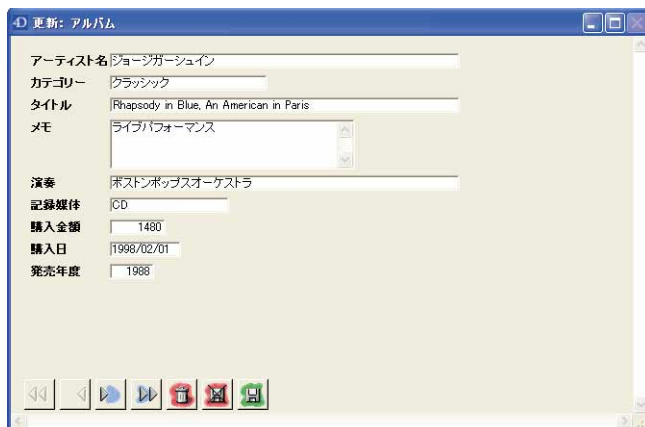 4D 更新: アルバム
アーティスト名 ジョージガーシュイン
カテゴリー クラッシック
タイトル Rhapsody in Blue, An American in Paris
メモ ライブパフォーマンス
演奏 ボストンポップスオーケストラ
記録媒体 CD
購入金額 1480
購入日 1998/02/01
発売年度 1988